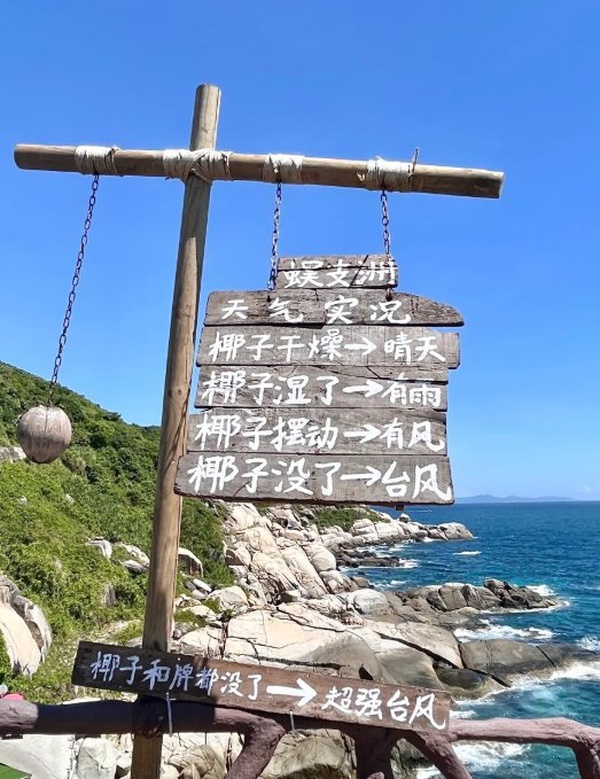 蜈支洲
天气实况
椰子干燥→晴天
椰子湿了→有雨
椰子摆动→有风
椰子没了→台风
椰子和牌都没了→超强台风